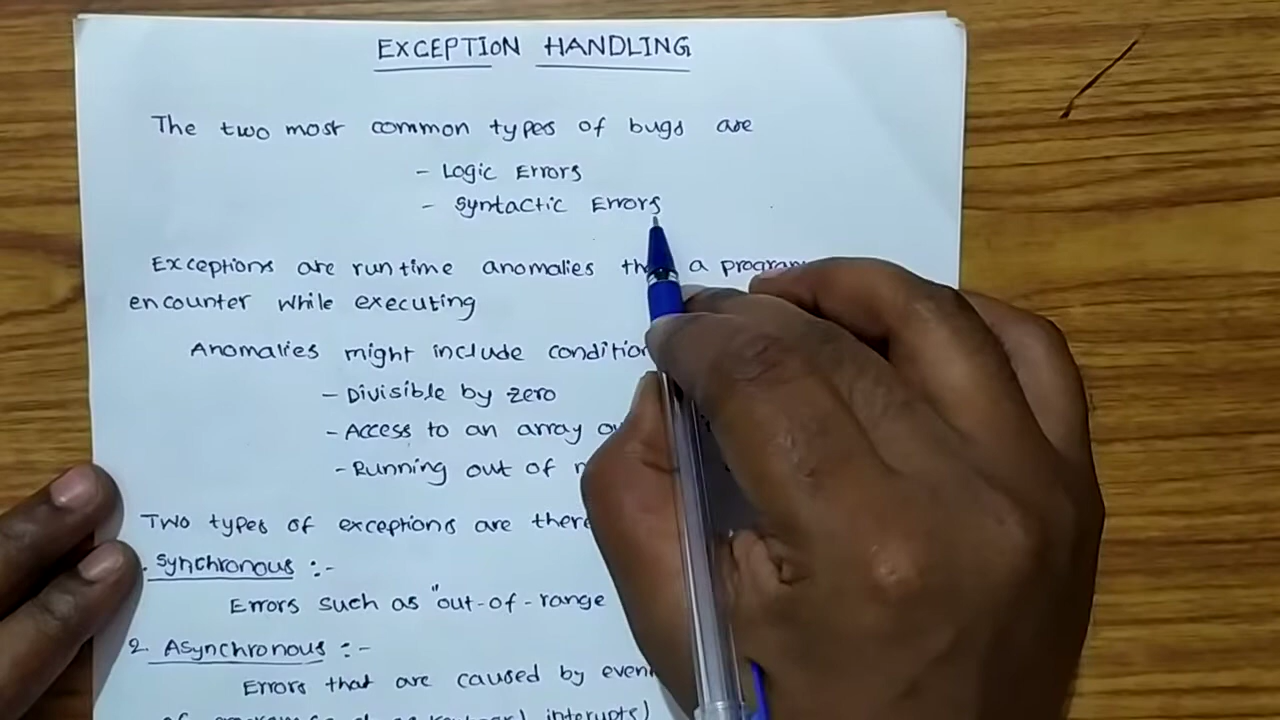 EXCEPTION HANDLING
The two most common types of bugs are
- Logic Errors
- Syntactic Errors
Exceptions are runtime anomalies a program
encounter while executing
Anomalies might include
- Divisible by zero
- Access to an array
- Running out of
Two types of exceptions are there
Synchronous :-
Errors such as "out-of-range
2. Asynchronous :-
Errors that are caused by
of